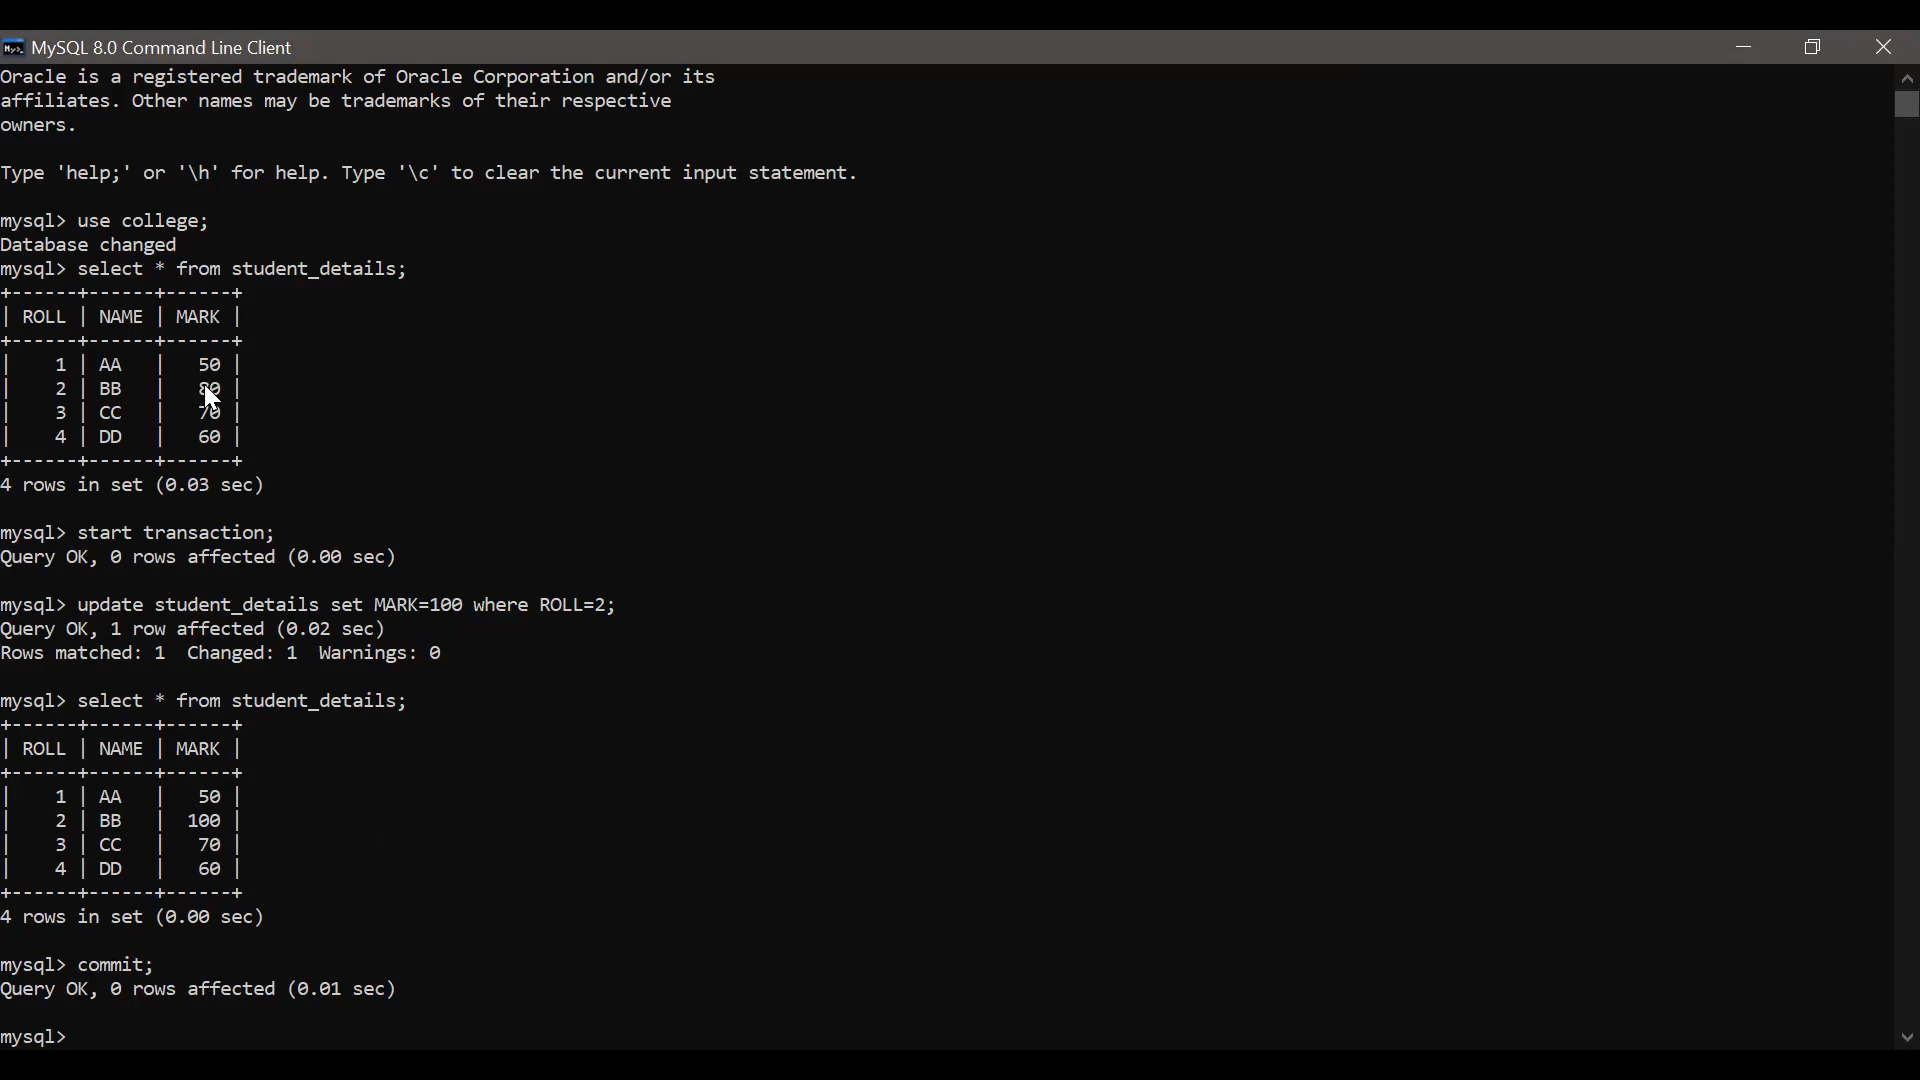 MySQL 8.0 Command Line Client
Oracle is a registered trademark of Oracle Corporation and/or its
affiliates. Other names may be trademarks of their respective
owners.
Type 'help;' or '\h' for help. Type '\c' to clear the current input statement.
mysql> use college;
Database changed
mysql> select * from student_details;
+------+------+------+
| ROLL | NAME | MARK |
+------+------+------+
|    1 | AA   |   50 |
|    2 | BB   |   80 |
|    3 | CC   |   70 |
|    4 | DD   |   60 |
+------+------+------+
4 rows in set (0.03 sec)
mysql> start transaction;
Query OK, 0 rows affected (0.00 sec)
mysql> update student_details set MARK=100 where ROLL=2;
Query OK, 1 row affected (0.02 sec)
Rows matched: 1  Changed: 1  Warnings: 0
mysql> select * from student_details;
+------+------+------+
| ROLL | NAME | MARK |
+------+------+------+
|    1 | AA   |   50 |
|    2 | BB   |  100 |
|    3 | CC   |   70 |
|    4 | DD   |   60 |
+------+------+------+
4 rows in set (0.00 sec)
mysql> commit;
Query OK, 0 rows affected (0.01 sec)
mysql>